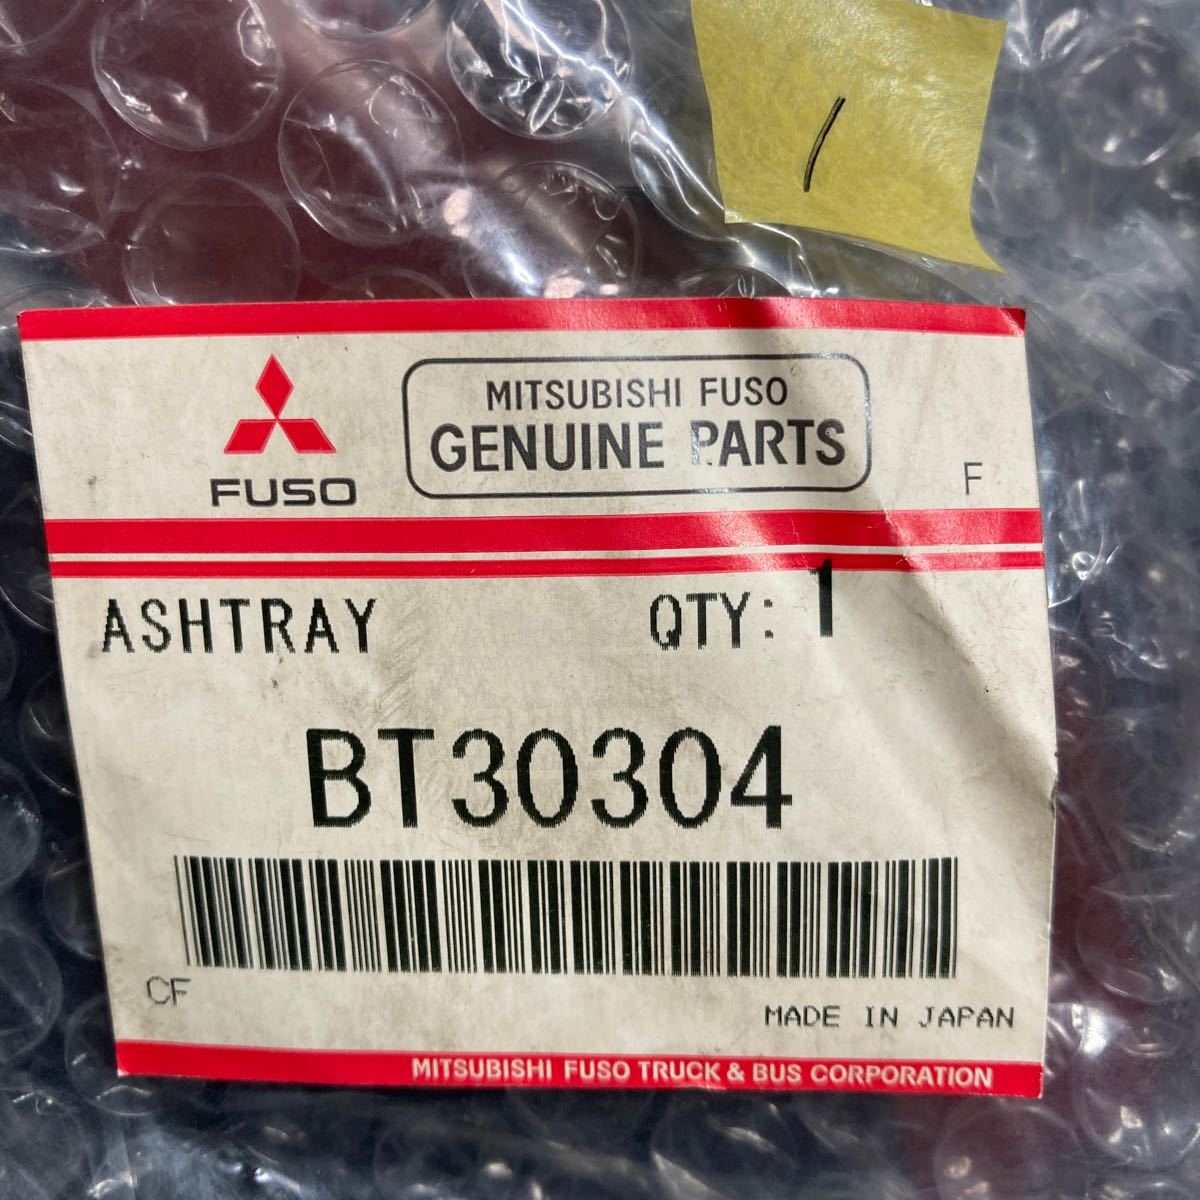 1
MITSUBISHI FUSO
GENUINE PARTS
FUSO
F
ASHTRAY QTY: 1
BT30304
CF
MADE IN JAPAN
MITSUBISHI FUSO TRUCK & BUS CORPORATION